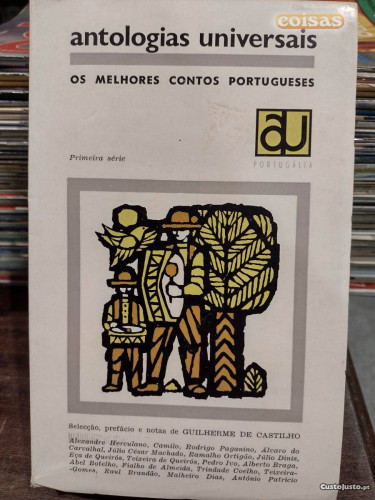 coisas
antologias universais
OS MELHORES CONTOS PORTUGUESES
aU
PORTUGÁLIA
Primeira série
Selecção, prefácio e notas de GUILHERME DE CASTILHO
Alexandre Herculano, Camilo, Rodrigo Paganino, Álvaro do
Carvalhal, Júlio César Machado, Ramalho Ortigão, Júlio Dinis,
Eça de Queirós, Teixeira de Queirós, Pedro Ivo, Alberto Braga,
Abel Botelho, Fialho de Almeida, Trindade Coelho, Teixeira-
-Gomes, Raul Brandão, Malheiro Dias, António Patrício
CustoJusto.pt